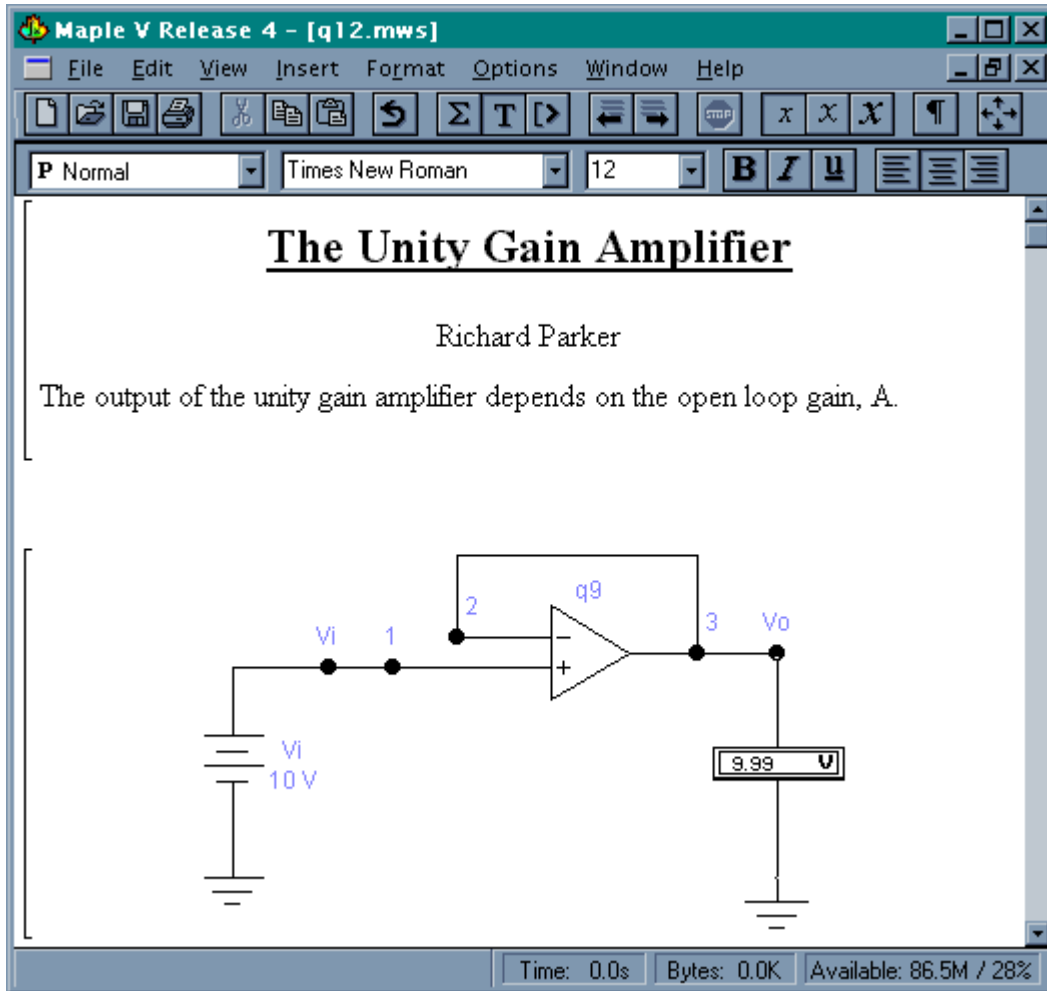 Maple V Release 4 - [q12.mws]
File Edit View Insert Format Options Window Help
Σ T [> STOP x x x ¶
P Normal Times New Roman 12 B I u
The Unity Gain Amplifier
Richard Parker
The output of the unity gain amplifier depends on the open loop gain, A.
q9
2
Vi 1 3 Vo
−
+
Vi
10 V
9.99 V
Time: 0.0s Bytes: 0.0K Available: 86.5M / 28%